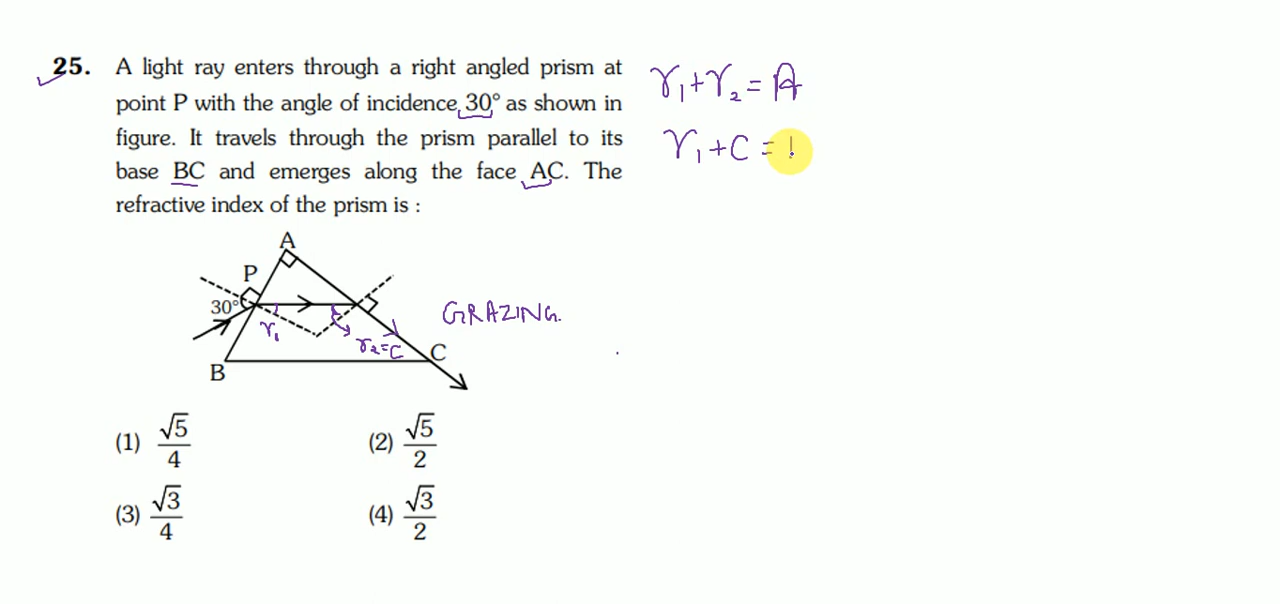 25. A light ray enters through a right angled prism at
point P with the angle of incidence 30° as shown in
figure. It travels through the prism parallel to its
base BC and emerges along the face AC. The
refractive index of the prism is :
r₁+r₂ = A
r₁+C =
A
P
30°
r₁
r₂=C
C
B
GRAZING.
(1) √5/4
(2) √5/2
(3) √3/4
(4) √3/2